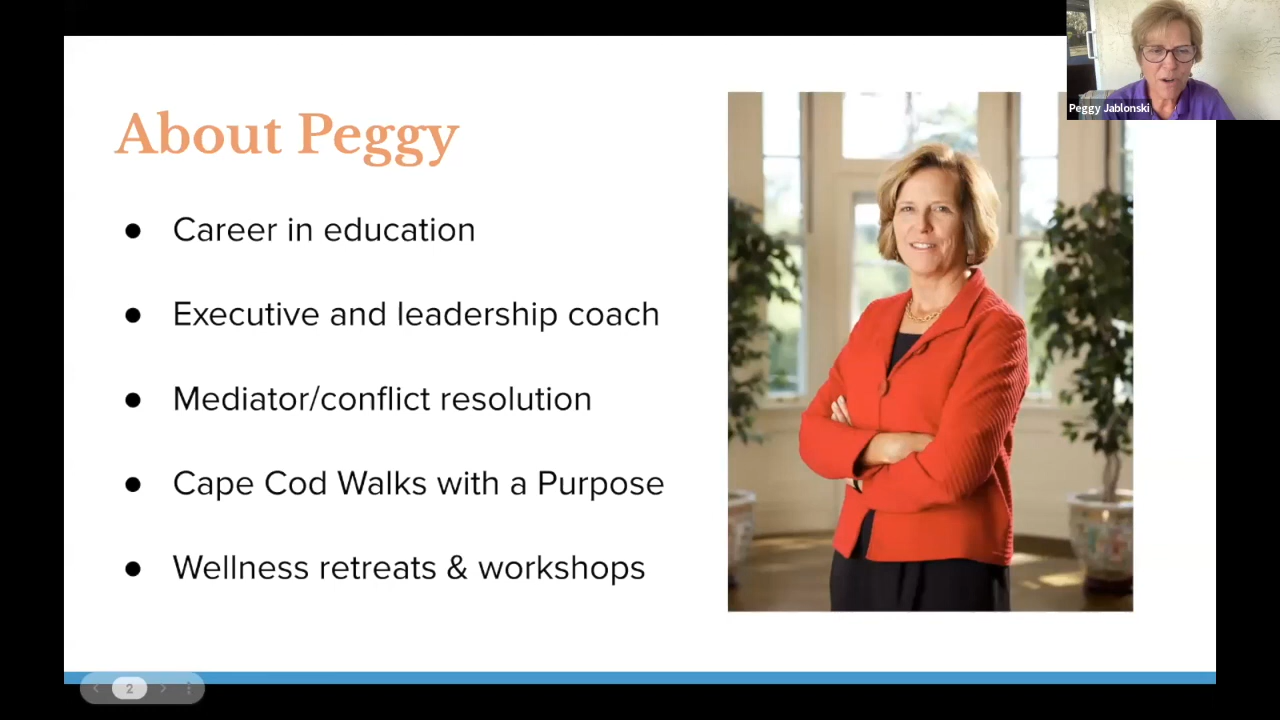 Peggy Jablonski
About Peggy
● Career in education
● Executive and leadership coach
● Mediator/conflict resolution
● Cape Cod Walks with a Purpose
● Wellness retreats & workshops
2